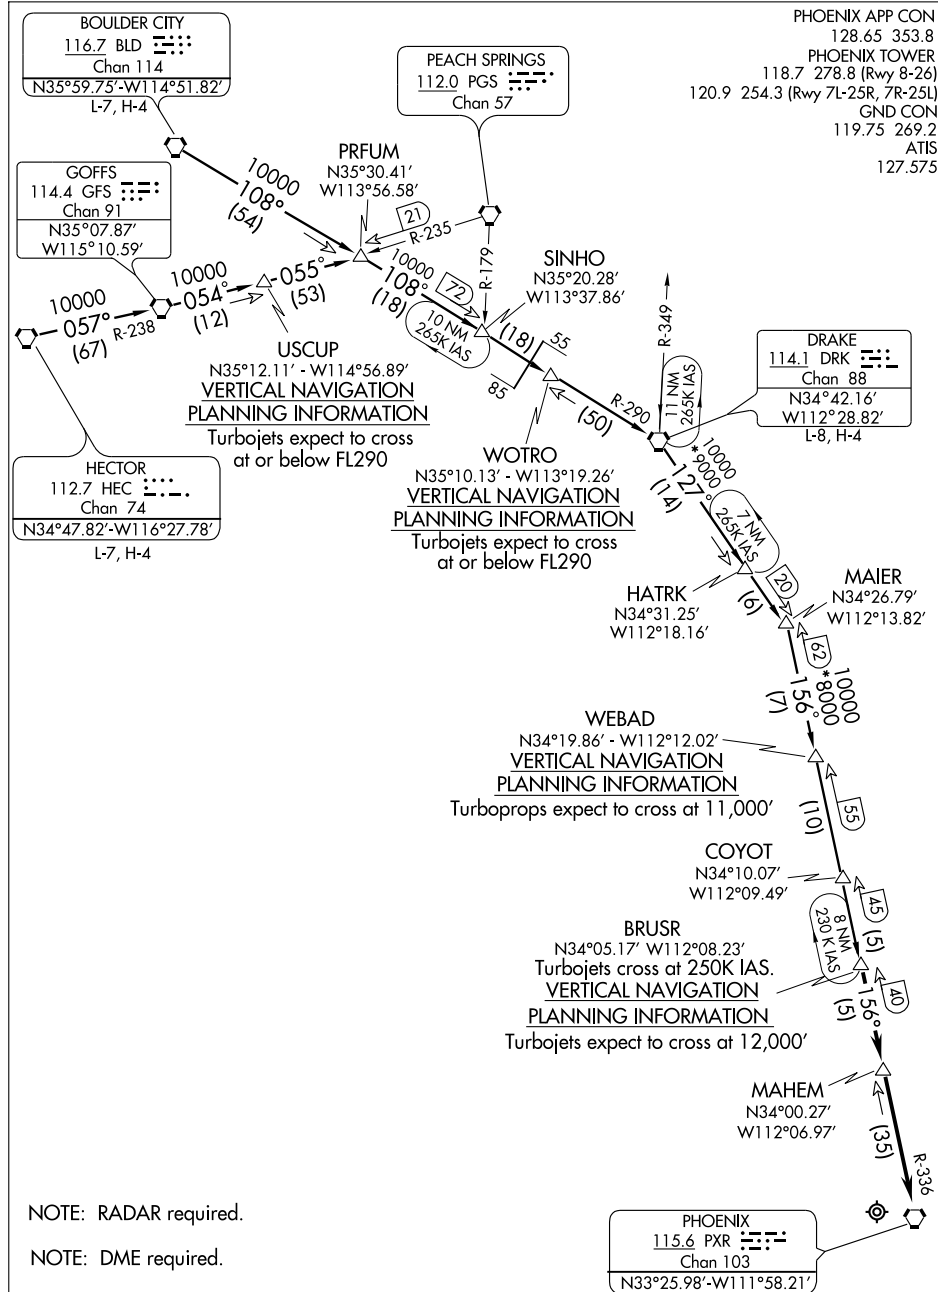 PHOENIX APP CON
128.65 353.8
PHOENIX TOWER
118.7 278.8 (Rwy 8-26)
120.9 254.3 (Rwy 7L-25R, 7R-25L)
GND CON
119.75 269.2
ATIS
127.575
BOULDER CITY
116.7 BLD
Chan 114
N35°59.75′-W114°51.82′
L-7, H-4
PEACH SPRINGS
112.0 PGS
Chan 57
GOFFS
114.4 GFS
Chan 91
N35°07.87′
W115°10.59′
PRFUM
N35°30.41′
W113°56.58′
10000
108°
(54)
21
R-235
R-179
SINHO
N35°20.28′
W113°37.86′
10000
057°
(67)
R-238
10000
054°
(12)
055°
(53)
10000
108°
(18)
72
10 NM
265K IAS
(18)
55
85
R-349
11 NM
265K IAS
DRAKE
114.1 DRK
Chan 88
N34°42.16′
W112°28.82′
L-8, H-4
USCUP
N35°12.11′ - W114°56.89′
VERTICAL NAVIGATION
PLANNING INFORMATION
Turbojets expect to cross
at or below FL290
R-290
(50)
HECTOR
112.7 HEC
Chan 74
N34°47.82′-W116°27.78′
L-7, H-4
WOTRO
N35°10.13′ - W113°19.26′
VERTICAL NAVIGATION
PLANNING INFORMATION
Turbojets expect to cross
at or below FL290
10000
*9000
127°
(14)
7 NM
265K IAS
HATRK
N34°31.25′
W112°18.16′
(6)
20
MAIER
N34°26.79′
W112°13.82′
62
10000
*8000
156°
(7)
WEBAD
N34°19.86′ - W112°12.02′
VERTICAL NAVIGATION
PLANNING INFORMATION
Turboprops expect to cross at 11,000′
55
(10)
COYOT
N34°10.07′
W112°09.49′
45
(5)
8 NM
230 K IAS
BRUSR
N34°05.17′ W112°08.23′
Turbojets cross at 250K IAS.
VERTICAL NAVIGATION
PLANNING INFORMATION
Turbojets expect to cross at 12,000′
40
156°
(5)
MAHEM
N34°00.27′
W112°06.97′
(35)
R-336
NOTE: RADAR required.
NOTE: DME required.
PHOENIX
115.6 PXR
Chan 103
N33°25.98′-W111°58.21′